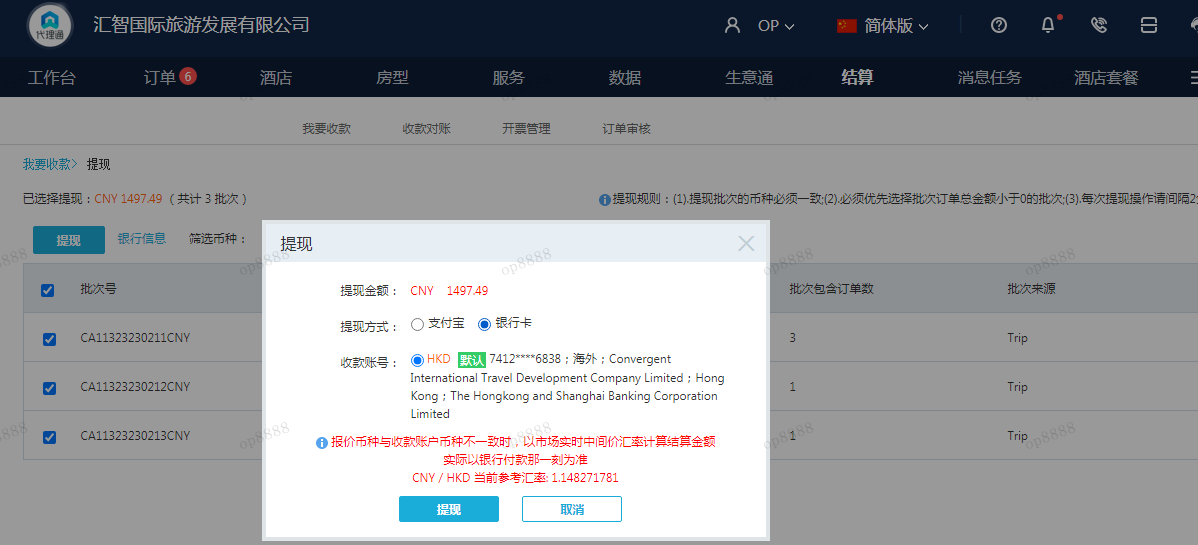 代理通
汇智国际旅游发展有限公司
OP
简体版
工作台
订单 6
酒店
房型
服务
数据
生意通
结算
消息任务
酒店套餐
我要收款
收款对账
开票管理
订单审核
我要收款> 提现
已选择提现：CNY 1497.49 （ 共计 3 批次 ）
提现规则：(1).提现批次的币种必须一致;(2).必须优先选择批次订单总金额小于0的批次;(3).每次提现操作请间隔2
提现
银行信息
筛选币种：
批次号
批次包含订单数
批次来源
CA11323230211CNY
3
Trip
CA11323230212CNY
1
Trip
CA11323230213CNY
1
Trip
提现
提现金额： CNY 1497.49
提现方式： 支付宝 银行卡
收款账号： HKD 默认 7412****6838；海外；Convergent
International Travel Development Company Limited；Hong
Kong；The Hongkong and Shanghai Banking Corporation
Limited
报价币种与收款账户币种不一致时，以市场实时中间价汇率计算结算金额
实际以银行付款那一刻为准
CNY / HKD 当前参考汇率: 1.148271781
提现
取消
op8888
op8888
op8888
op8888
op8888
op8888